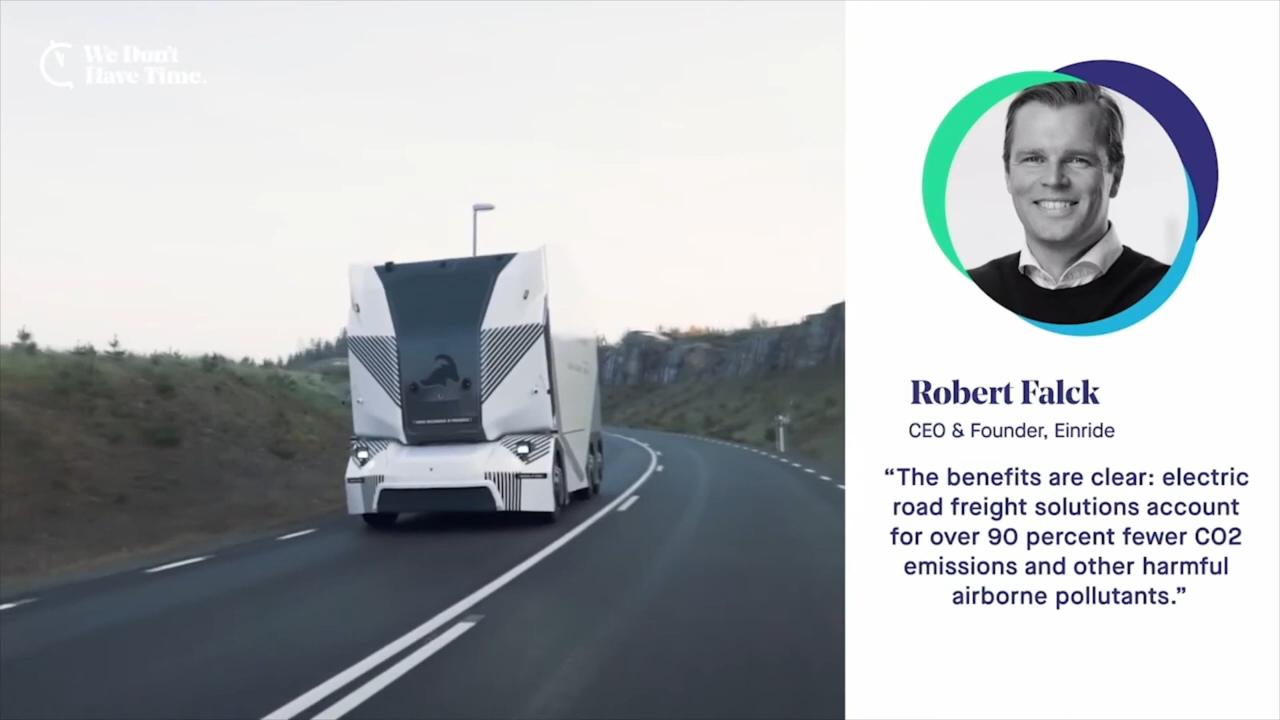 We Don't
Have Time.
Robert Falck
CEO & Founder, Einride
“The benefits are clear: electric
road freight solutions account
for over 90 percent fewer CO2
emissions and other harmful
airborne pollutants.”